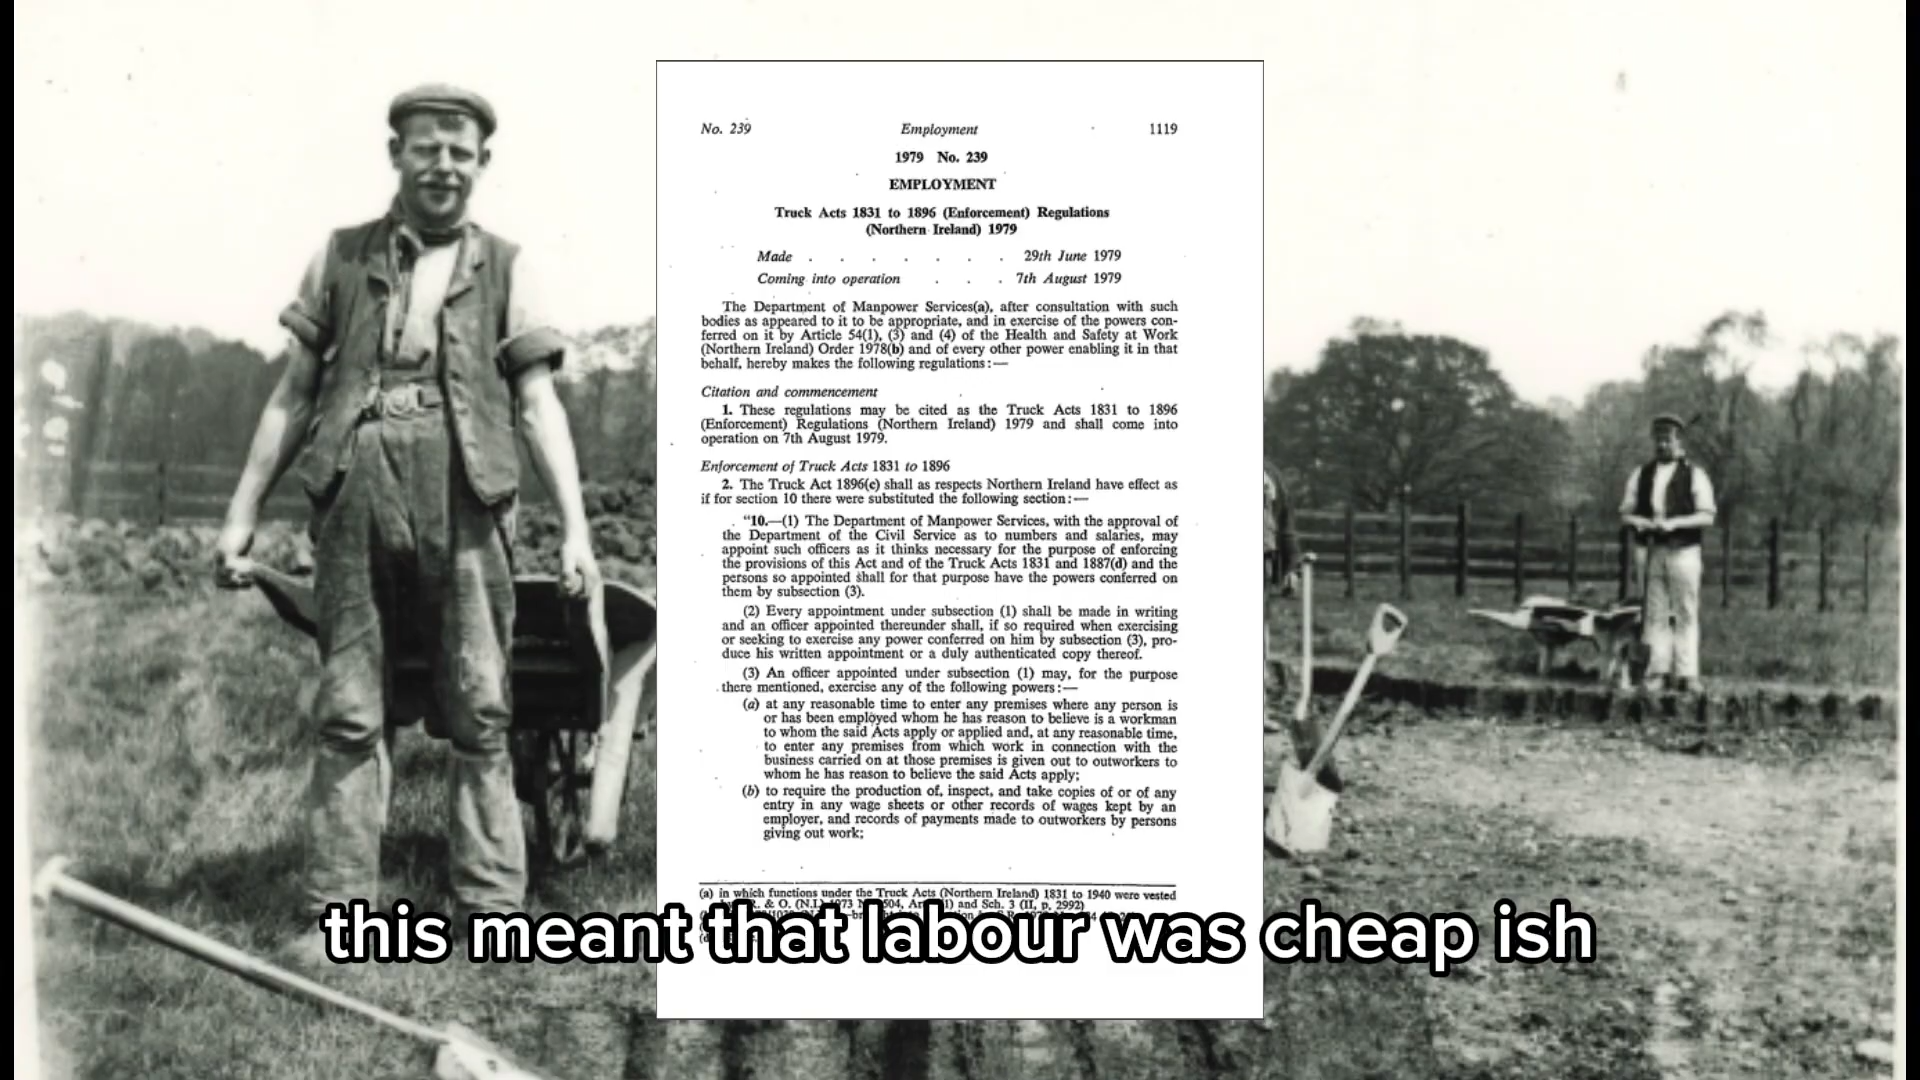 No. 239 Employment 1119
1979 No. 239
EMPLOYMENT
Truck Acts 1831 to 1896 (Enforcement) Regulations
(Northern Ireland) 1979
Made . . . . . . . 29th June 1979
Coming into operation . . . 7th August 1979
The Department of Manpower Services(a), after consultation with such
bodies as appeared to it to be appropriate, and in exercise of the powers con-
ferred on it by Article 54(1), (3) and (4) of the Health and Safety at Work
(Northern Ireland) Order 1978(b) and of every other power enabling it in that
behalf, hereby makes the following regulations:—
Citation and commencement
1. These regulations may be cited as the Truck Acts 1831 to 1896
(Enforcement) Regulations (Northern Ireland) 1979 and shall come into
operation on 7th August 1979.
Enforcement of Truck Acts 1831 to 1896
2. The Truck Act 1896(c) shall as respects Northern Ireland have effect as
if for section 10 there were substituted the following section:—
“10.—(1) The Department of Manpower Services, with the approval of
the Department of the Civil Service as to numbers and salaries, may
appoint such officers as it thinks necessary for the purpose of enforcing
the provisions of this Act and of the Truck Acts 1831 and 1887(d) and the
persons so appointed shall for that purpose have the powers conferred on
them by subsection (3).
(2) Every appointment under subsection (1) shall be made in writing
and an officer appointed thereunder shall, if so required when exercising
or seeking to exercise any power conferred on him by subsection (3), pro-
duce his written appointment or a duly authenticated copy thereof.
(3) An officer appointed under subsection (1) may, for the purpose
there mentioned, exercise any of the following powers:—
(a) at any reasonable time to enter any premises where any person is
or has been employed whom he has reason to believe is a workman
to whom the said Acts apply or applied and, at any reasonable time,
to enter any premises from which work in connection with the
business carried on at those premises is given out to outworkers to
whom he has reason to believe the said Acts apply;
(b) to require the production of, inspect, and take copies of or of any
entry in any wage sheets or other records of wages kept by an
employer, and records of payments made to outworkers by persons
giving out work;
(a) in which functions under the Truck Acts (Northern Ireland) 1831 to 1940 were vested
& O. (N.I.) and Sch. 3 (II, p. 2992)
this meant that labour was cheap ish